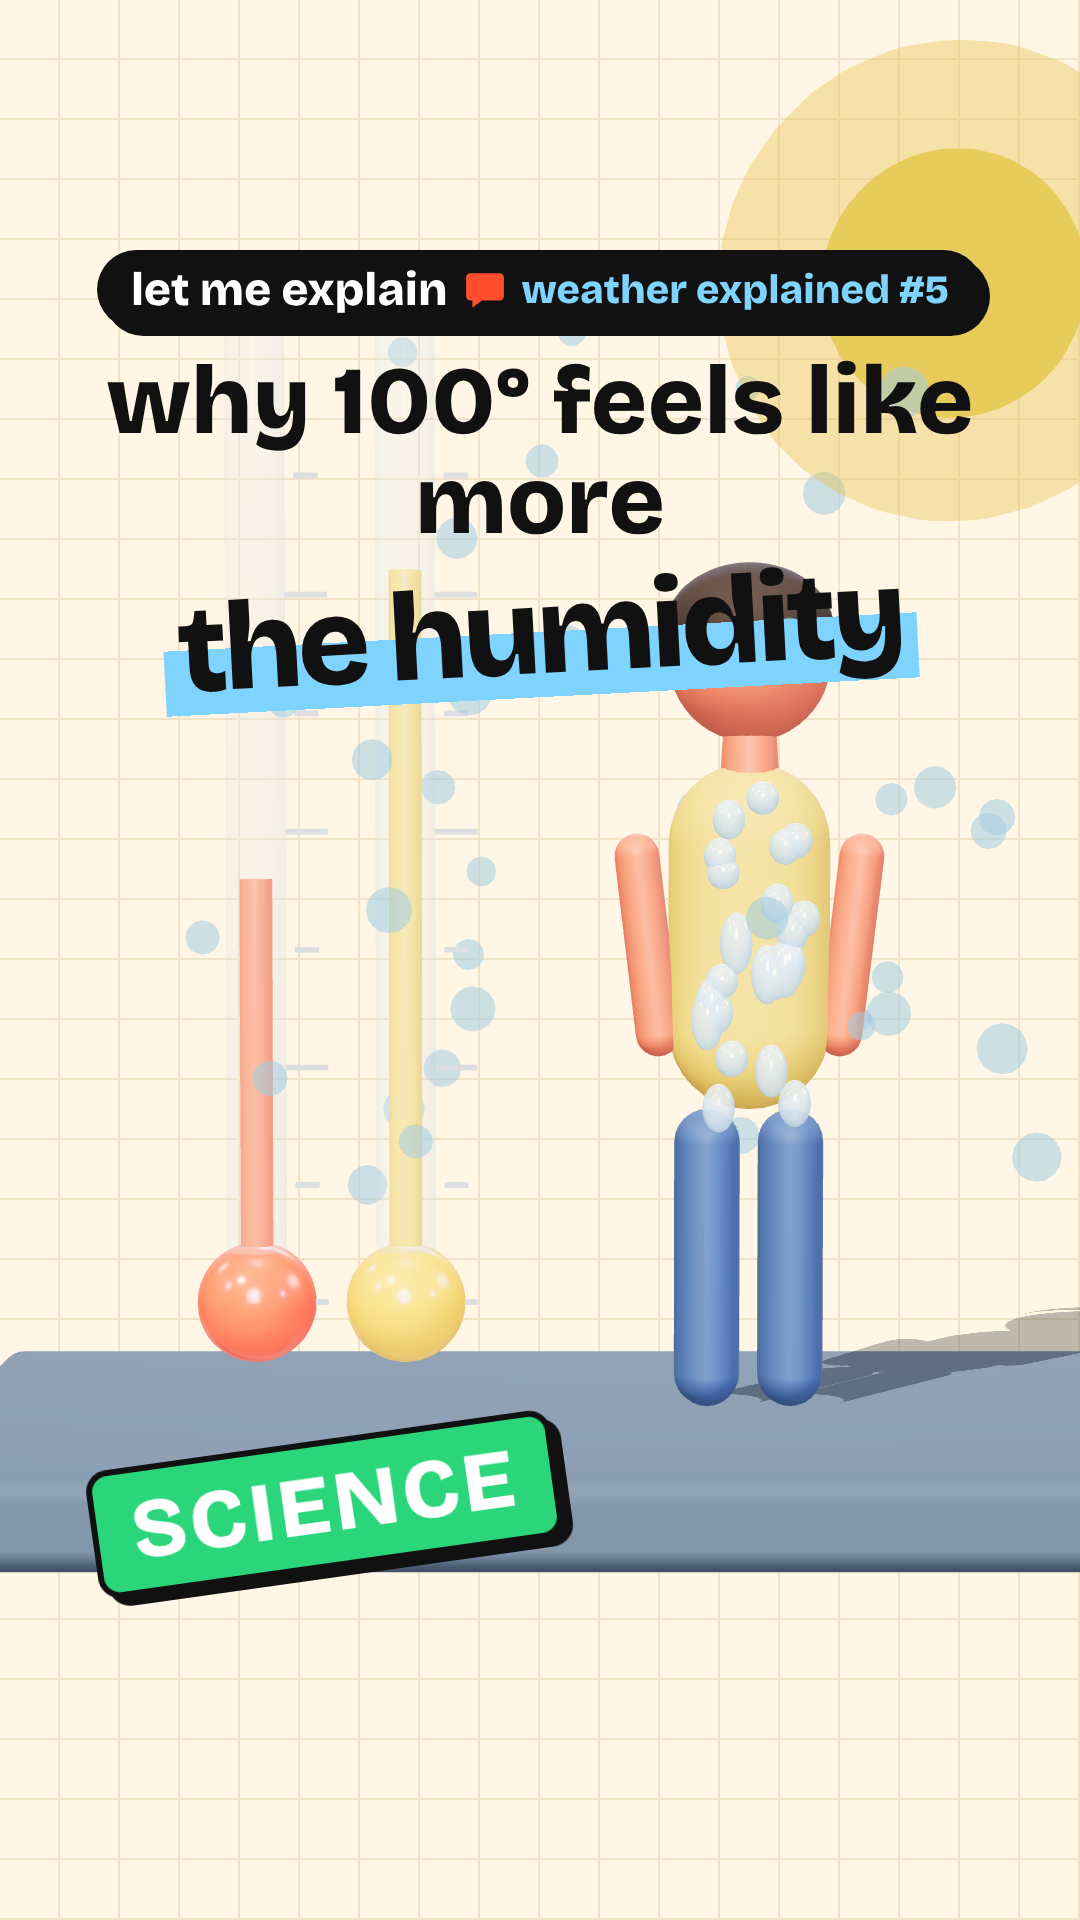 let me explain weather explained #5
why 100° feels like
more
the humidity
SCIENCE